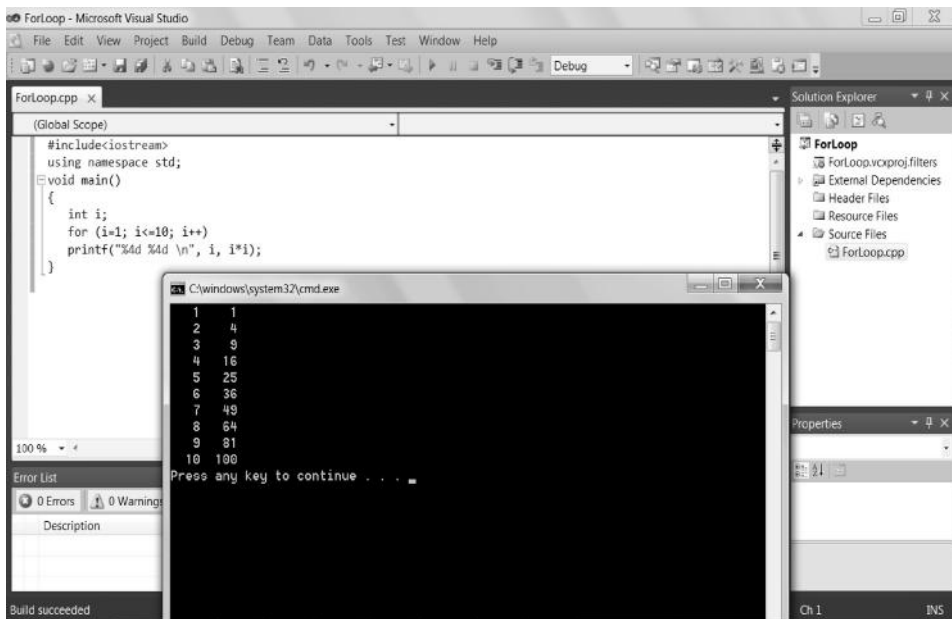 ForLoop - Microsoft Visual Studio
File Edit View Project Build Debug Team Data Tools Test Window Help
Debug
ForLoop.cpp X
(Global Scope)
#include<iostream>
using namespace std;
void main()
{
int i;
for (i=1; i<=10; i++)
printf("%4d %4d \n", i, i*i);
}
100 %
Error List
0 Errors 0 Warnings
Description
Build succeeded
C:\windows\system32\cmd.exe
1 1
2 4
3 9
4 16
5 25
6 36
7 49
8 64
9 81
10 100
Press any key to continue . . .
Solution Explorer
ForLoop
ForLoop.vcxproj.filters
External Dependencies
Header Files
Resource Files
Source Files
ForLoop.cpp
Properties
Ch 1 INS